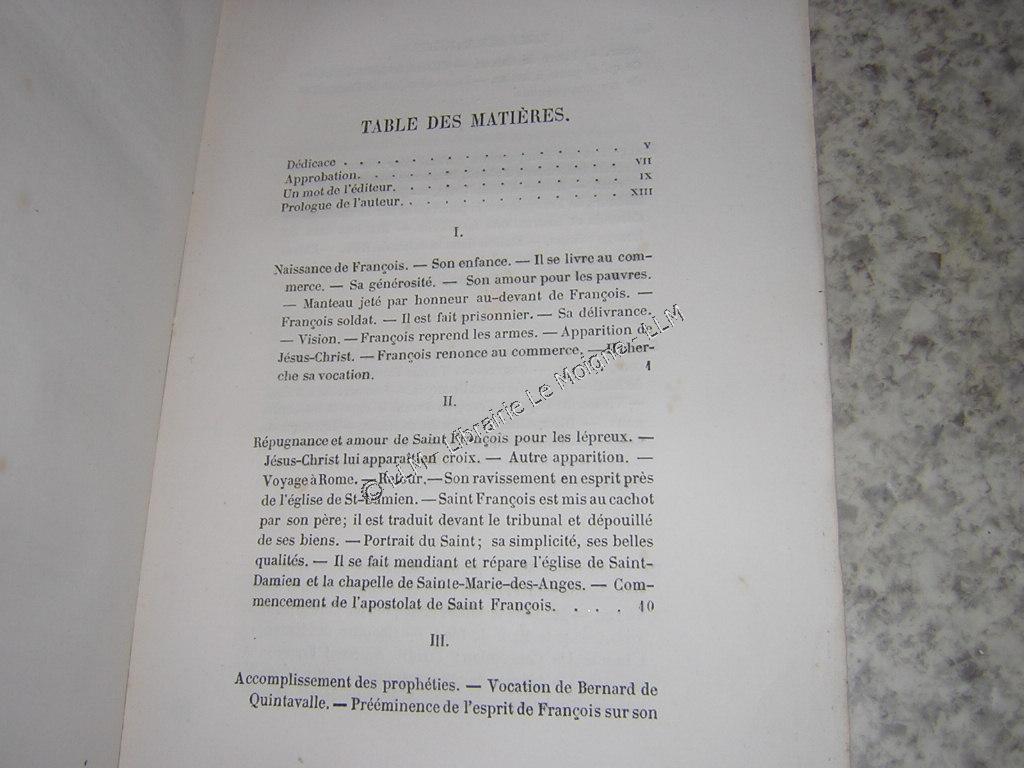 TABLE DES MATIÈRES.
Dédicace . . . . . . . . . . . . . . . V
Approbation. . . . . . . . . . . . . . VII
Un mot de l'éditeur. . . . . . . . . . . . IX
Prologue de l'auteur. . . . . . . . . . . . XIII
I.
Naissance de François. — Son enfance. — Il se livre au com-
merce. — Sa générosité. — Son amour pour les pauvres.
— Manteau jeté par honneur au-devant de François. —
François soldat. — Il est fait prisonnier. — Sa délivrance.
— Vision. — François reprend les armes. — Apparition de
Jésus-Christ. — François renonce au commerce. — Il cher-
che sa vocation. 1
II.
Répugnance et amour de Saint François pour les lépreux. —
Jésus-Christ lui apparaît en croix. — Autre apparition. —
Voyage à Rome. — Retour. — Son ravissement en esprit près
de l'église de St-Damien. — Saint François est mis au cachot
par son père; il est traduit devant le tribunal et dépouillé
de ses biens. — Portrait du Saint; sa simplicité, ses belles
qualités. — Il se fait mendiant et répare l'église de Saint-
Damien et la chapelle de Sainte-Marie-des-Anges. — Com-
mencement de l'apostolat de Saint François. . . . . 10
III.
Accomplissement des prophéties. — Vocation de Bernard de
Quintavalle. — Prééminence de l'esprit de François sur son
© LLM - Librairie Le Moigne - LLM